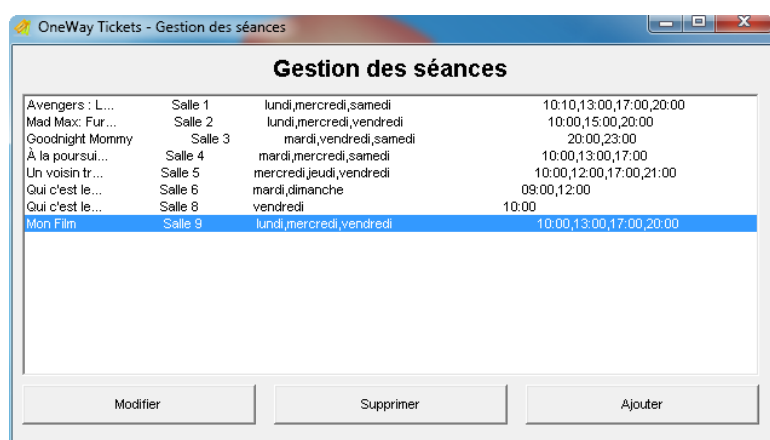 OneWay Tickets - Gestion des séances
Gestion des séances
Avengers : L... Salle 1 lundi,mercredi,samedi 10:10,13:00,17:00,20:00
Mad Max: Fur... Salle 2 lundi,mercredi,vendredi 10:00,15:00,20:00
Goodnight Mommy Salle 3 mardi,vendredi,samedi 20:00,23:00
À la poursui... Salle 4 mardi,mercredi,samedi 10:00,13:00,17:00
Un voisin tr... Salle 5 mercredi,jeudi,vendredi 10:00,12:00,17:00,21:00
Qui c'est le... Salle 6 mardi,dimanche 09:00,12:00
Qui c'est le... Salle 8 vendredi 10:00
Mon Film Salle 9 lundi,mercredi,vendredi 10:00,13:00,17:00,20:00
Modifier Supprimer Ajouter